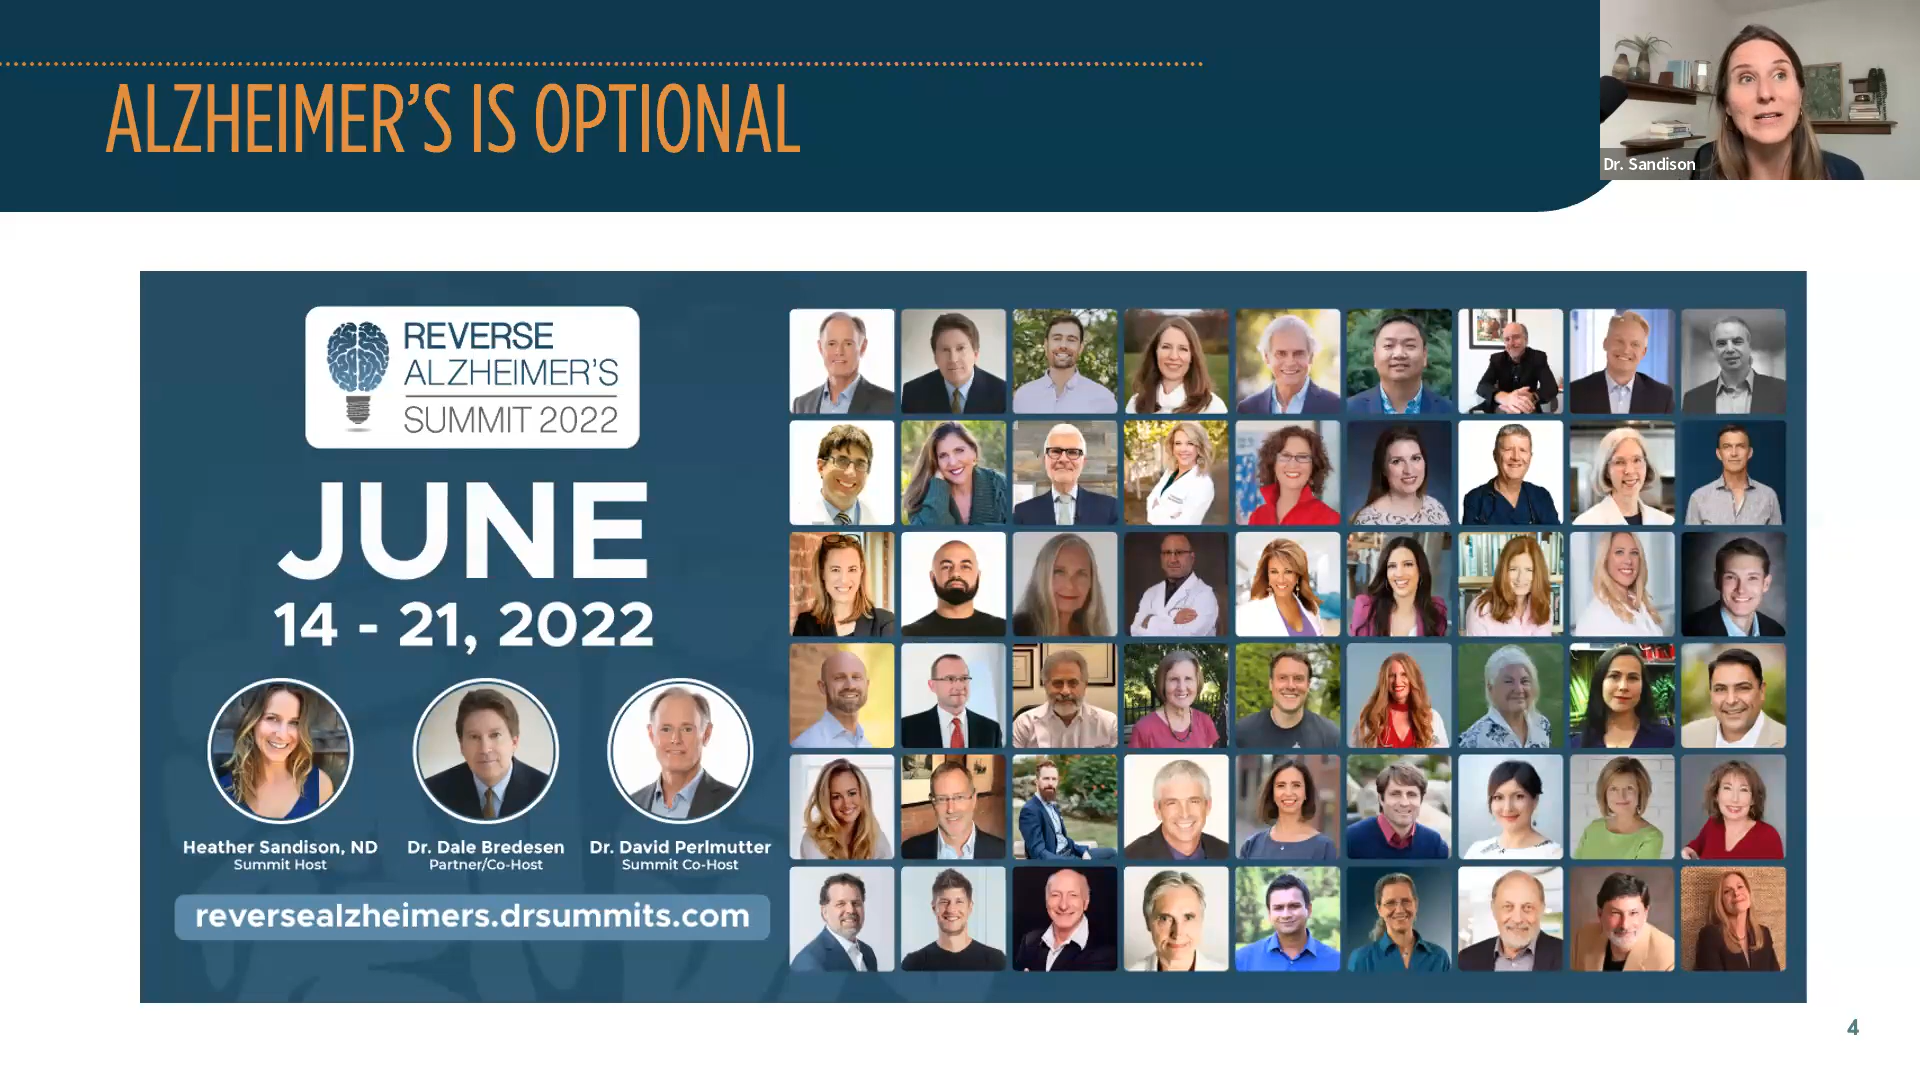 ALZHEIMER'S IS OPTIONAL
Dr. Sandison
REVERSE
ALZHEIMER'S
SUMMIT 2022
JUNE
14 - 21, 2022
Heather Sandison, ND
Summit Host
Dr. Dale Bredesen
Partner/Co-Host
Dr. David Perlmutter
Summit Co-Host
reversealzheimers.drsummits.com
4